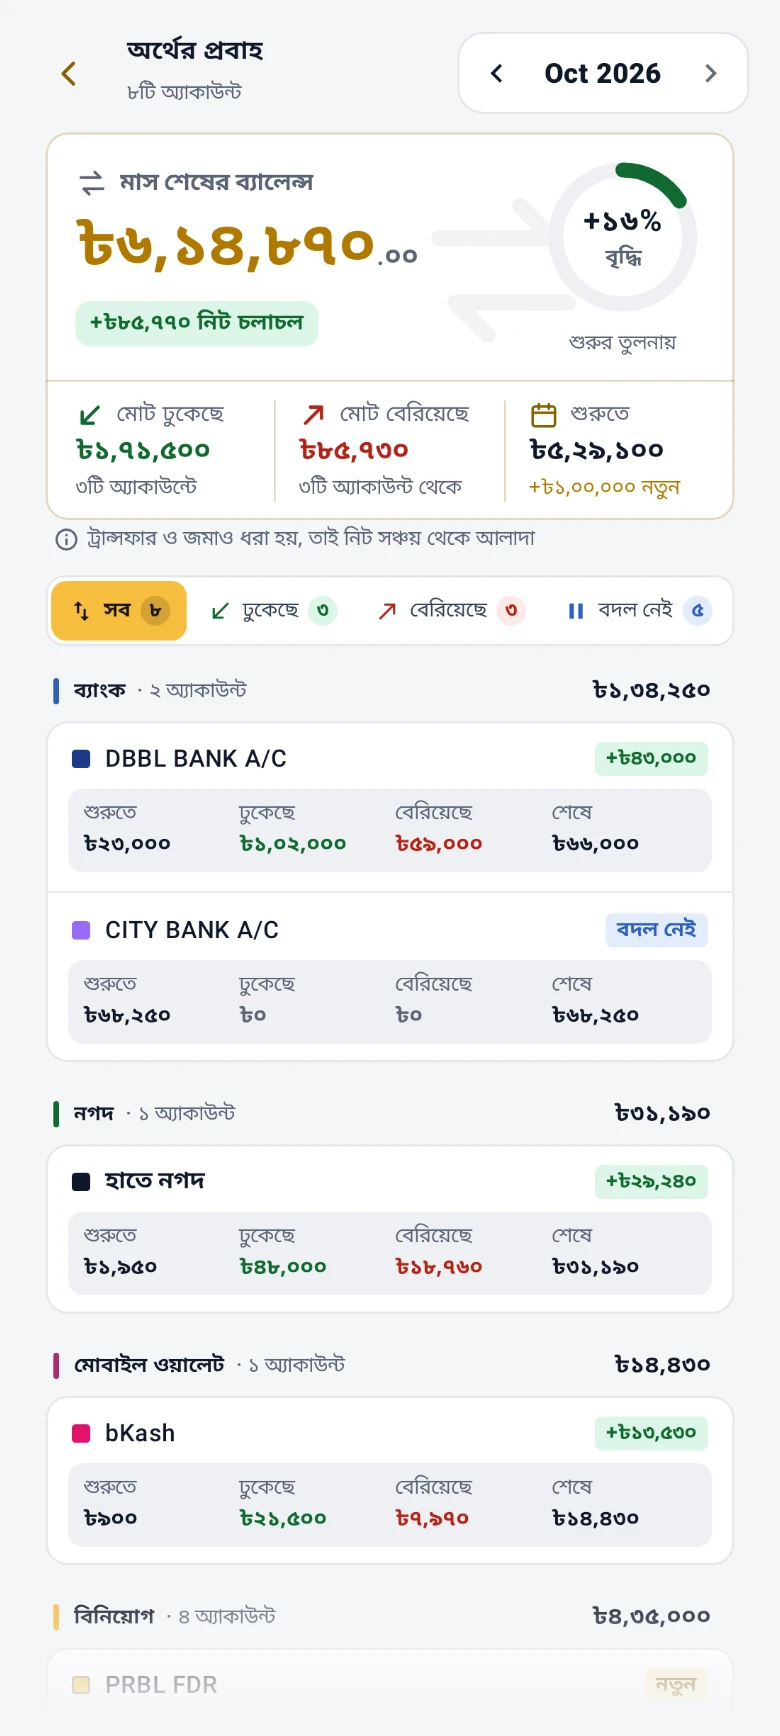 অর্থের প্রবাহ
৮টি অ্যাকাউন্ট
Oct 2026
মাস শেষের ব্যালেন্স
৳৬,১৪,৮৭০.০০
+৳৮৫,৭৭০ নিট চলাচল
+১৬%
বৃদ্ধি
শুরুর তুলনায়
মোট ঢুকেছে
৳১,৭১,৫০০
৩টি অ্যাকাউন্টে
মোট বেরিয়েছে
৳৮৫,৭৩০
৩টি অ্যাকাউন্ট থেকে
শুরুতে
৳৫,২৯,১০০
+৳১,০০,০০০ নতুন
ট্রান্সফার ও জমাও ধরা হয়, তাই নিট সঞ্চয় থেকে আলাদা
সব ৮ ঢুকেছে ৩ বেরিয়েছে ৩ বদল নেই ৫
ব্যাংক · ২ অ্যাকাউন্ট ৳১,৩৪,২৫০
DBBL BANK A/C +৳৪৩,০০০
শুরুতে ঢুকেছে বেরিয়েছে শেষে
৳২৩,০০০ ৳১,০২,০০০ ৳৫৯,০০০ ৳৬৬,০০০
CITY BANK A/C বদল নেই
শুরুতে ঢুকেছে বেরিয়েছে শেষে
৳৬৮,২৫০ ৳০ ৳০ ৳৬৮,২৫০
নগদ · ১ অ্যাকাউন্ট ৳৩১,১৯০
হাতে নগদ +৳২৯,২৪০
শুরুতে ঢুকেছে বেরিয়েছে শেষে
৳১,৯৫০ ৳৪৮,০০০ ৳১৮,৭৬০ ৳৩১,১৯০
মোবাইল ওয়ালেট · ১ অ্যাকাউন্ট ৳১৪,৪৩০
bKash +৳১৩,৫৩০
শুরুতে ঢুকেছে বেরিয়েছে শেষে
৳৯০০ ৳২১,৫০০ ৳৭,৯৭০ ৳১৪,৪৩০
বিনিয়োগ · ৪ অ্যাকাউন্ট ৳৪,৩৫,০০০
PRBL FDR নতুন